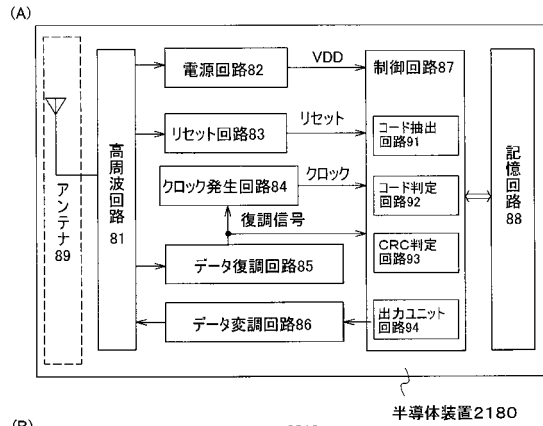 (A)
アンテナ89
高周波回路81
電源回路82
VDD
リセット回路83
リセット
クロック発生回路84
クロック
復調信号
データ復調回路85
データ変調回路86
制御回路87
コード抽出
回路91
コード判定
回路92
CRC判定
回路93
出力ユニット
回路94
記憶回路88
半導体装置2180